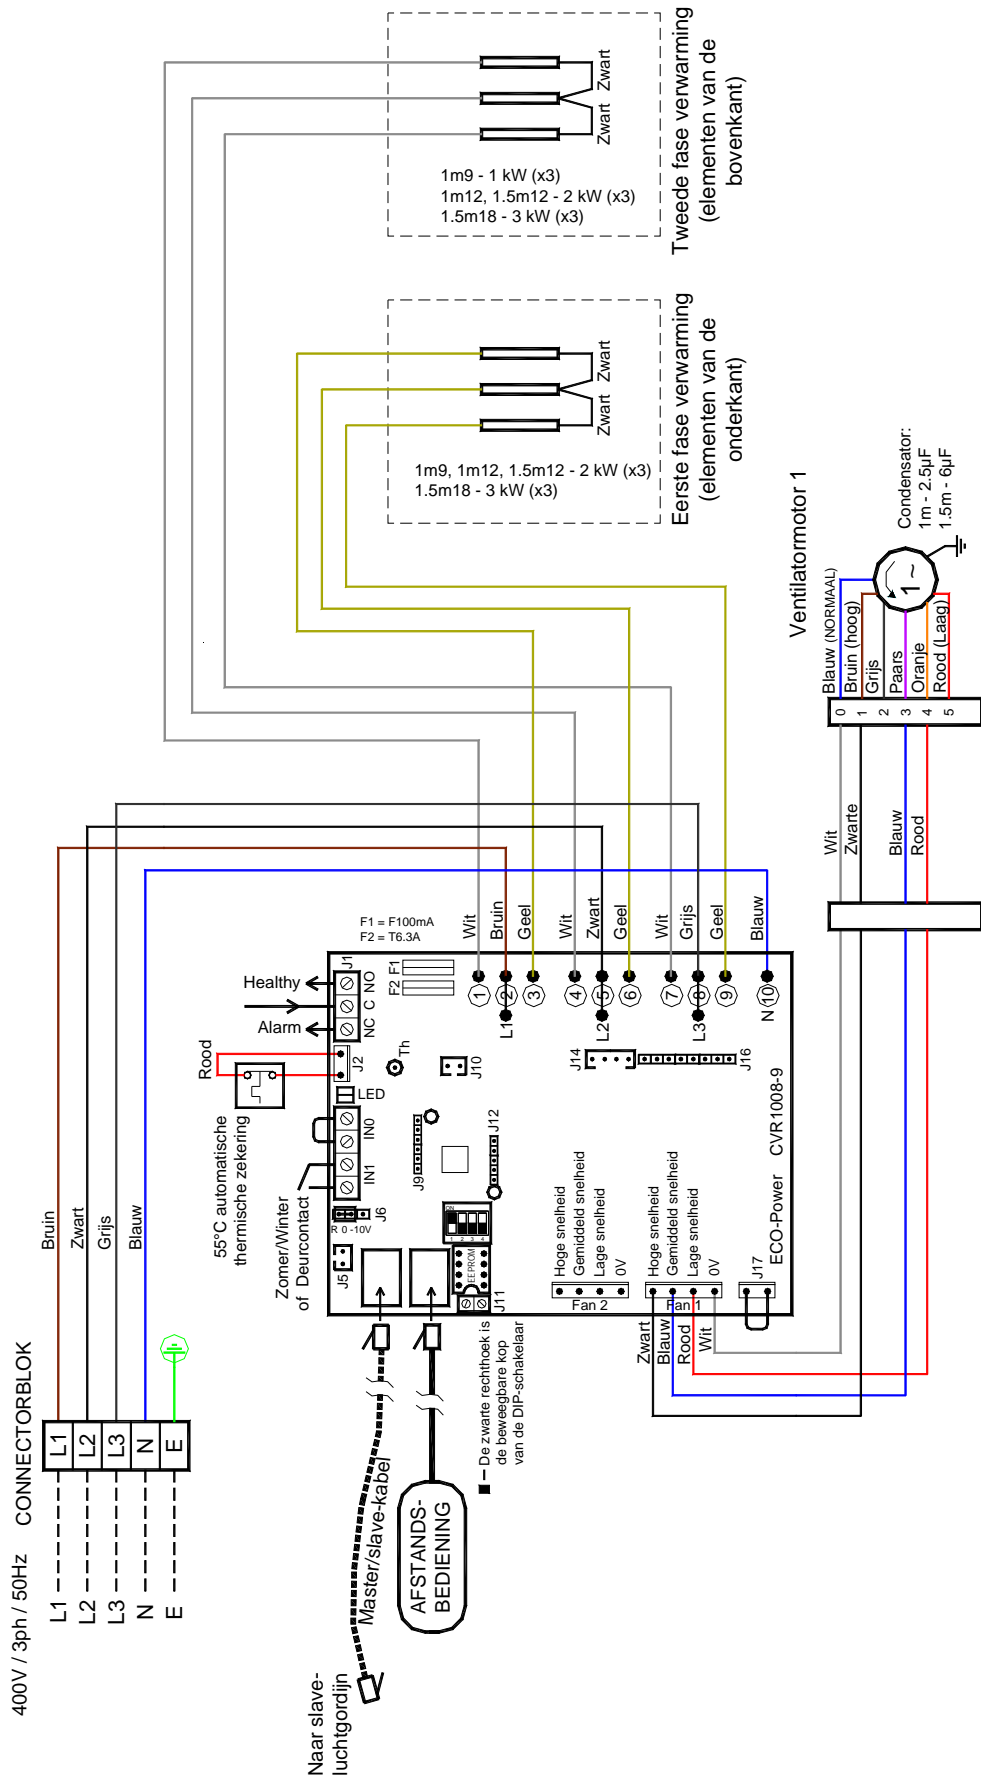 400V / 3ph / 50Hz
CONNECTORBLOK
L1
L2
L3
N
E
L1
L2
L3
N
E
Bruin
Zwart
Grijs
Blauw
Naar slave-
luchtgordijn
Master/slave-kabel
AFSTANDS-
BEDIENING
De zwarte rechthoek is
de beweegbare kop
van de DIP-schakelaar
Zomer/Winter
of Deurcontact
55°C automatische
thermische zekering
Rood
Alarm
Healthy
NC
C
NO
J1
J2
LED
IN0
IN1
J6
R 0 -10V
J5
F1 = F100mA
F2 = T6.3A
F2
F1
Th
J10
J9
J12
ON
1 2 3 4
EEPROM
J11
J14
J16
Wit
Bruin
Geel
Wit
Zwart
Geel
Wit
Grijs
Geel
Blauw
1
2
3
4
5
6
7
8
9
10
N
L1
L2
L3
Hoge snelheid
Gemiddeld snelheid
Lage snelheid
0V
Fan 2
Hoge snelheid
Gemiddeld snelheid
Lage snelheid
0V
Fan 1
J17
ECO-Power CVR1008-9
Zwart
Blauw
Rood
Wit
Wit
Zwarte
Blauw
Rood
0
1
2
3
4
5
Blauw (NORMAAL)
Bruin (hoog)
Grijs
Paars
Oranje
Rood (Laag)
1 ~
Ventilatormotor 1
Condensator:
1m - 2.5µF
1.5m - 6µF
Zwart
Zwart
1m9, 1m12, 1.5m12 - 2 kW (x3)
1.5m18 - 3 kW (x3)
Eerste fase verwarming
(elementen van de
onderkant)
Zwart
Zwart
1m9 - 1 kW (x3)
1m12, 1.5m12 - 2 kW (x3)
1.5m18 - 3 kW (x3)
Tweede fase verwarming
(elementen van de
bovenkant)